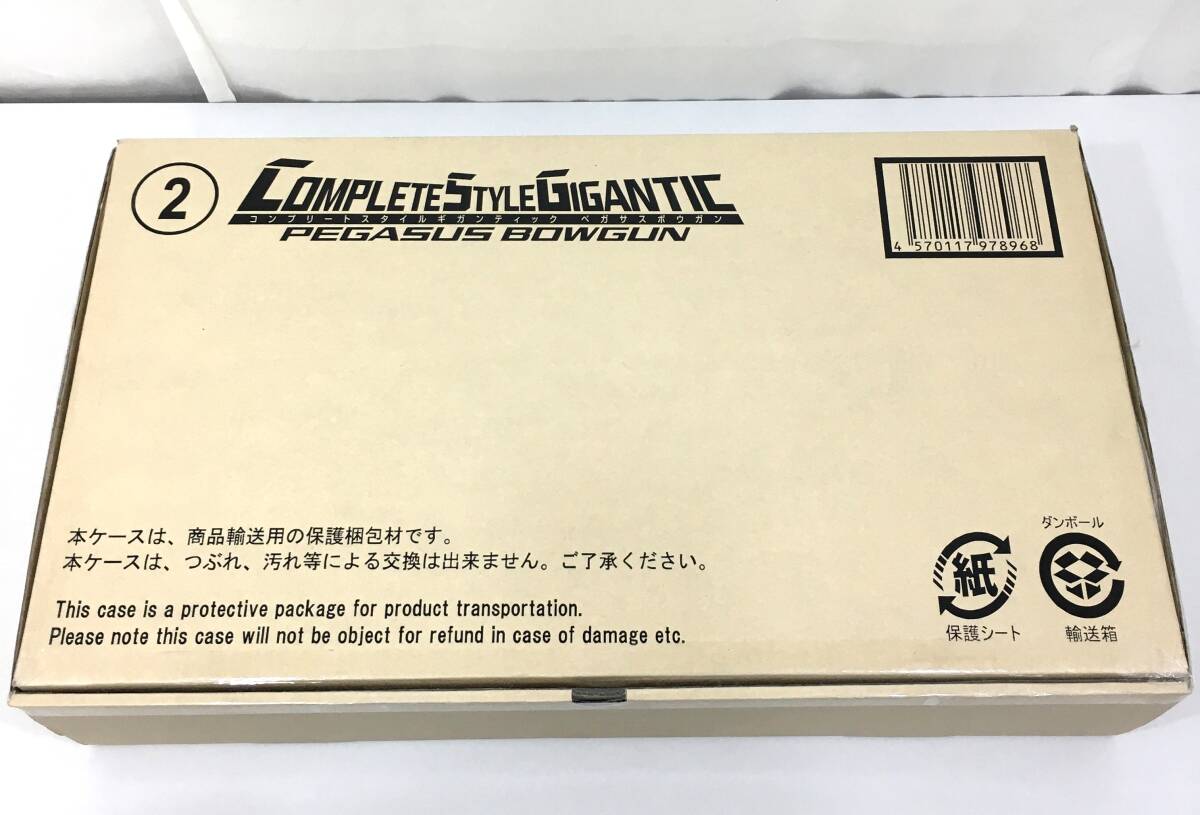 2
COMPLETE STYLE GIGANTIC
コンプリートスタイルギガンティック ペガサスボウガン
PEGASUS BOWGUN
4 570117 978968
本ケースは、商品輸送用の保護梱包材です。
本ケースは、つぶれ、汚れ等による交換は出来ません。ご了承ください。
This case is a protective package for product transportation.
Please note this case will not be object for refund in case of damage etc.
紙
保護シート
ダンボール
輸送箱